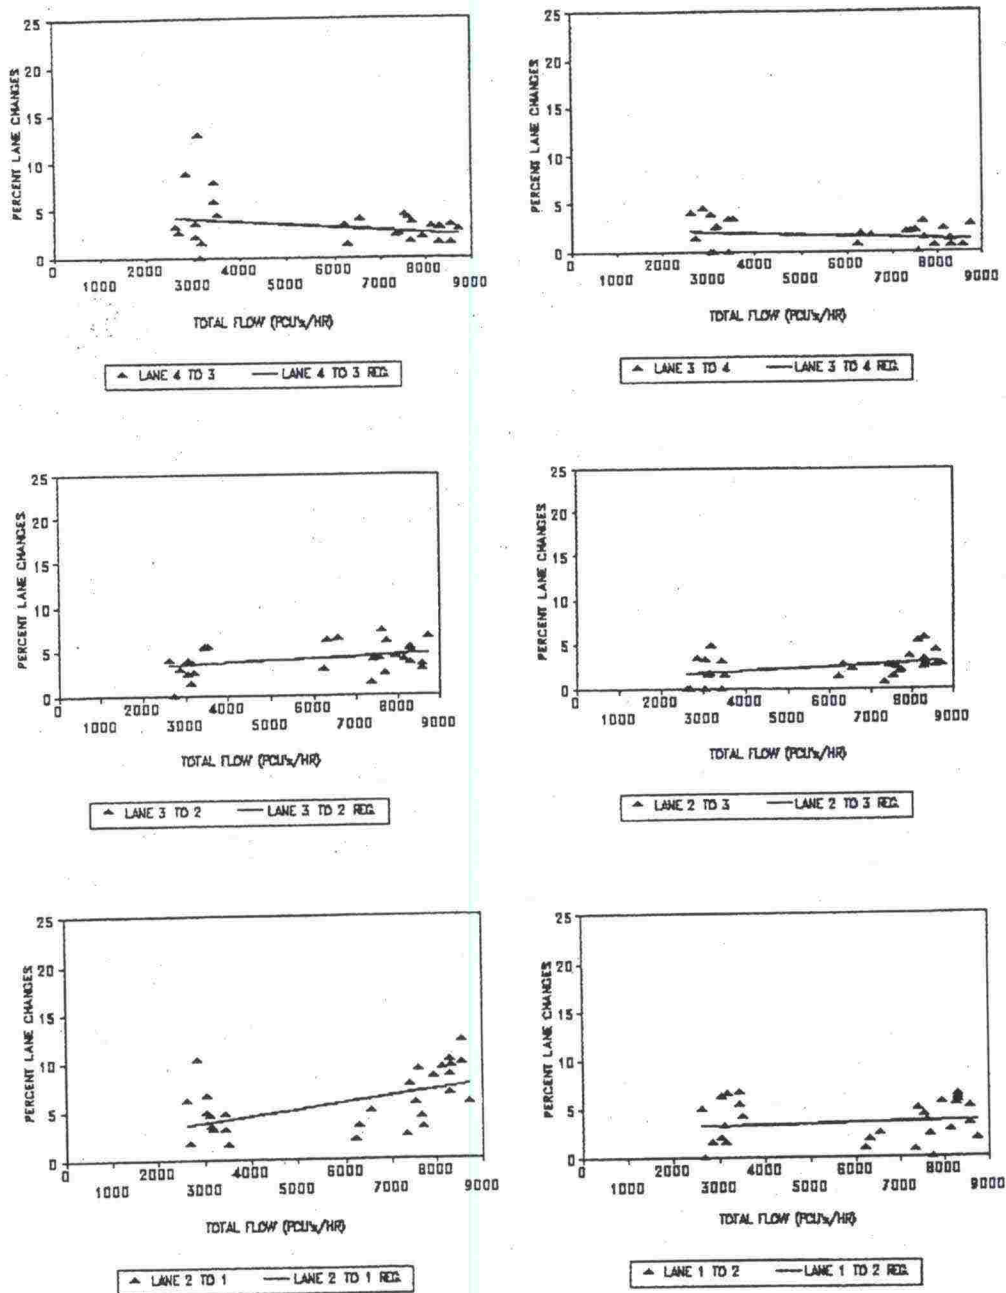 PERCENT LANE CHANGES
25
20
15
10
5
0
0 2000 3000 4000 5000 6000 7000 8000 9000
1000
TOTAL FLOW (PCU's/HR)
▲ LANE 4 TO 3 — LANE 4 TO 3 REG.
PERCENT LANE CHANGES
25
20
15
10
5
0
0 2000 4000 6000 8000
1000 3000 5000 7000 9000
TOTAL FLOW (PCU's/HR)
▲ LANE 3 TO 4 — LANE 3 TO 4 REG.
PERCENT LANE CHANGES
25
20
15
10
5
0
0 2000 4000 6000 8000
1000 3000 5000 7000 9000
TOTAL FLOW (PCU's/HR)
▲ LANE 3 TO 2 — LANE 3 TO 2 REG.
PERCENT LANE CHANGES
25
20
15
10
5
0
0 2000 4000 6000 8000
1000 3000 5000 7000 9000
TOTAL FLOW (PCU's/HR)
▲ LANE 2 TO 3 — LANE 2 TO 3 REG.
PERCENT LANE CHANGES
25
20
15
10
5
0
0 2000 4000 6000 8000
1000 3000 5000 7000 9000
TOTAL FLOW (PCU's/HR)
▲ LANE 2 TO 1 — LANE 2 TO 1 REG.
PERCENT LANE CHANGES
25
20
15
10
5
0
0 2000 4000 6000 8000
1000 3000 5000 7000 9000
TOTAL FLOW (PCU's/HR)
▲ LANE 1 TO 2 — LANE 1 TO 2 REG.